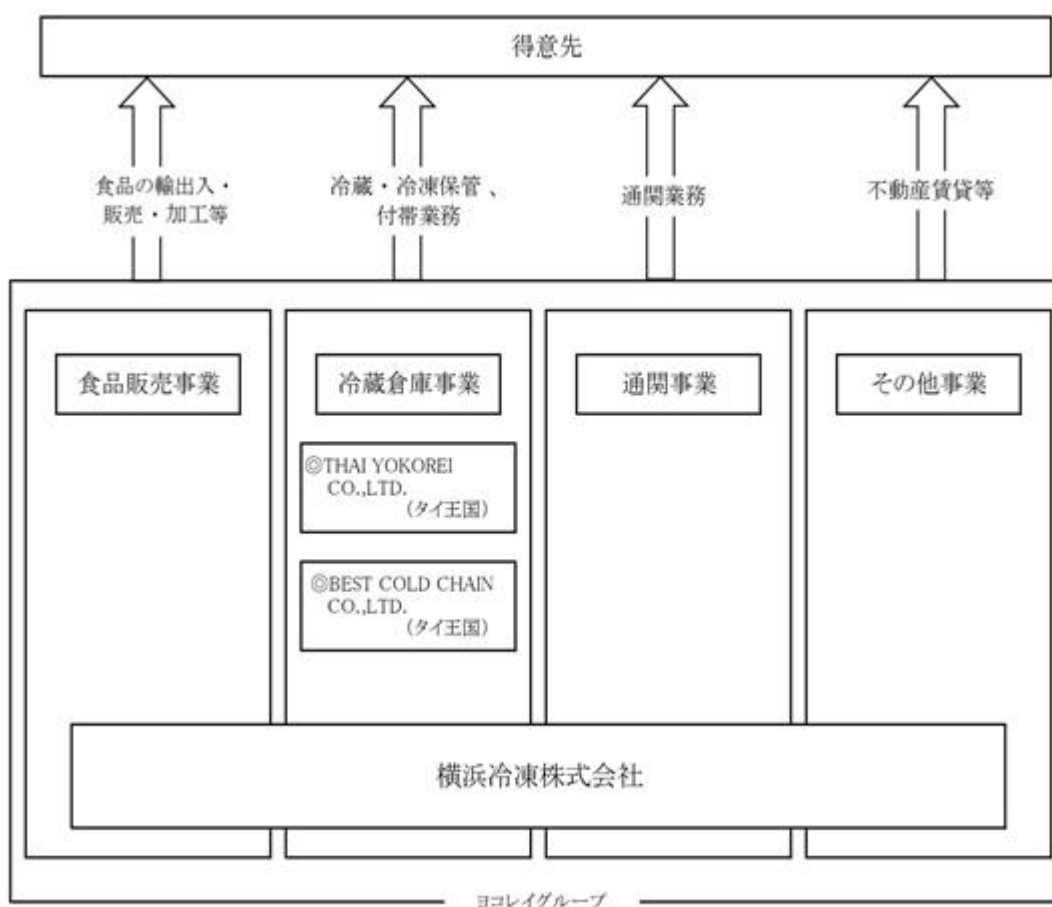 得意先
食品の輸出入・
販売・加工等
冷蔵・冷凍保管、
付帯業務
通関業務
不動産賃貸等
食品販売事業
冷蔵倉庫事業
通関事業
その他事業
◎THAI YOKOREI
CO.,LTD.
(タイ王国)
◎BEST COLD CHAIN
CO.,LTD.
(タイ王国)
横浜冷凍株式会社
ヨコレイグループ